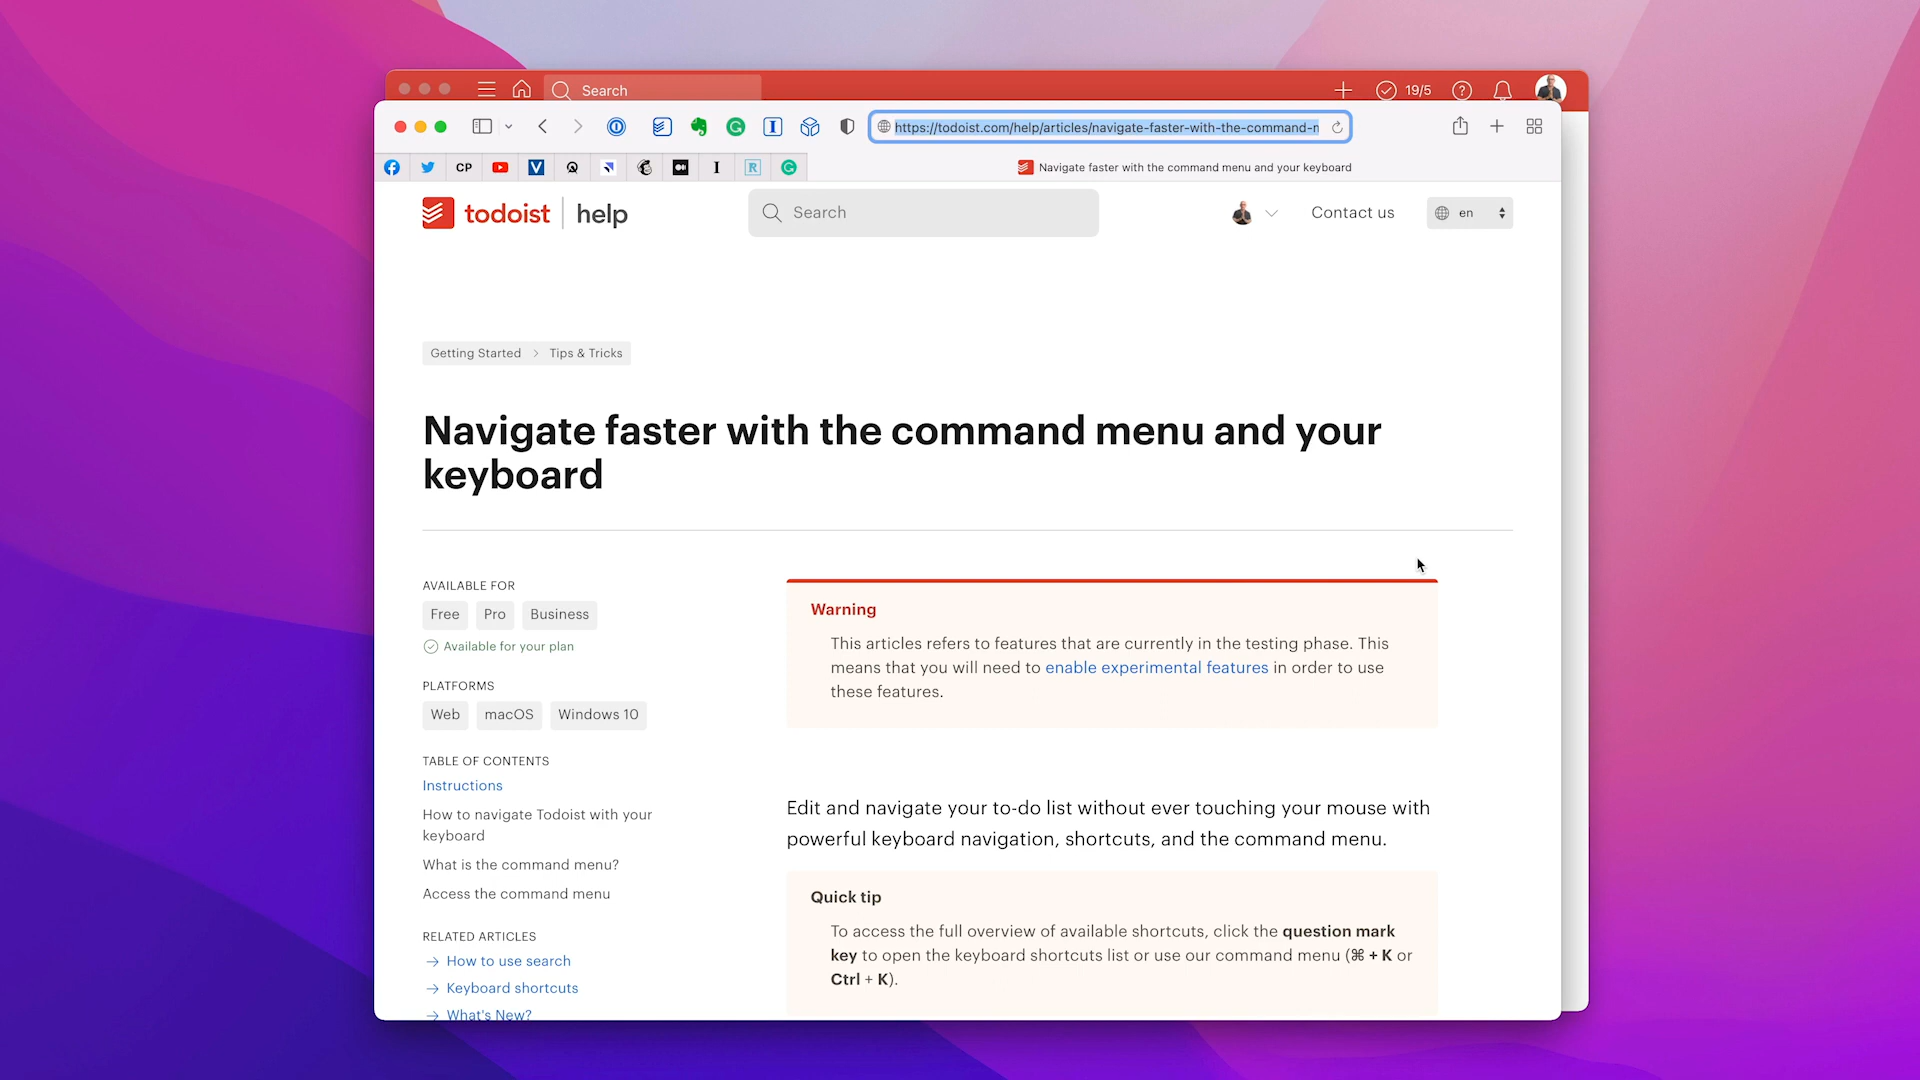 Search
19/5
https://todoist.com/help/articles/navigate-faster-with-the-command-m
CP
Navigate faster with the command menu and your keyboard
todoist | help
Search
Contact us
en
Getting Started > Tips & Tricks
Navigate faster with the command menu and your
keyboard
AVAILABLE FOR
Free Pro Business
Available for your plan
PLATFORMS
Web macOS Windows 10
TABLE OF CONTENTS
Instructions
How to navigate Todoist with your
keyboard
What is the command menu?
Access the command menu
RELATED ARTICLES
→ How to use search
→ Keyboard shortcuts
→ What's New?
Warning
This articles refers to features that are currently in the testing phase. This
means that you will need to enable experimental features in order to use
these features.
Edit and navigate your to-do list without ever touching your mouse with
powerful keyboard navigation, shortcuts, and the command menu.
Quick tip
To access the full overview of available shortcuts, click the question mark
key to open the keyboard shortcuts list or use our command menu (⌘ + K or
Ctrl + K).